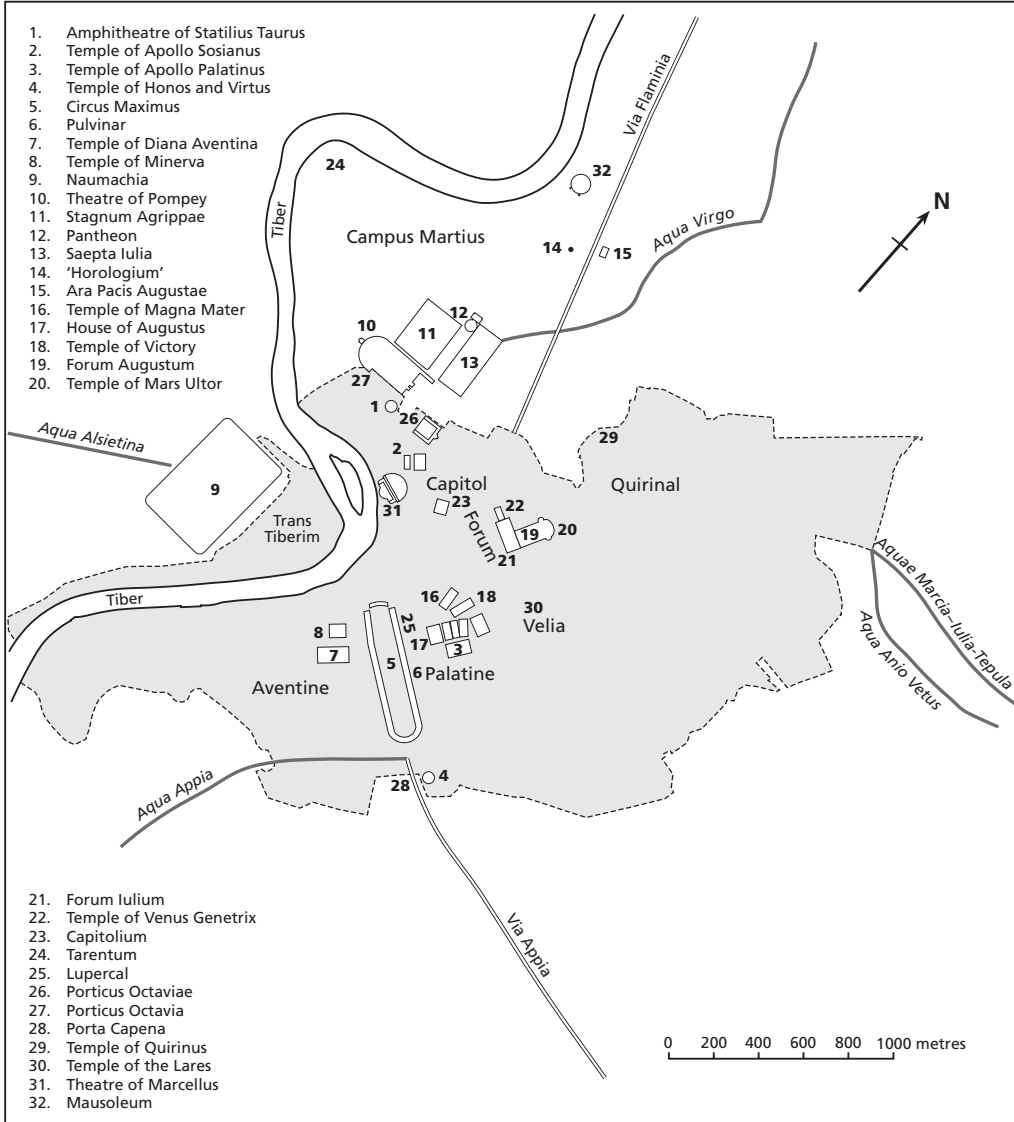 1. Amphitheatre of Statilius Taurus
2. Temple of Apollo Sosianus
3. Temple of Apollo Palatinus
4. Temple of Honos and Virtus
5. Circus Maximus
6. Pulvinar
7. Temple of Diana Aventina
8. Temple of Minerva
9. Naumachia
10. Theatre of Pompey
11. Stagnum Agrippae
12. Pantheon
13. Saepta Iulia
14. 'Horologium'
15. Ara Pacis Augustae
16. Temple of Magna Mater
17. House of Augustus
18. Temple of Victory
19. Forum Augustum
20. Temple of Mars Ultor
Via Flaminia
24
32
Tiber
N
Campus Martius
14
15
Aqua Virgo
10
12
11
13
27
1
26
29
Aqua Alsietina
2
9
Capitol
Quirinal
31
23
22
Trans
Tiberim
Forum
19
20
21
Aquae Marcia–Iulia-Tepula
Tiber
16
18
30
Velia
25
8
17
3
7
5
6
Palatine
Aventine
Aqua Anio Vetus
Aqua Appia
28
4
Via Appia
21. Forum Iulium
22. Temple of Venus Genetrix
23. Capitolium
24. Tarentum
25. Lupercal
26. Porticus Octaviae
27. Porticus Octavia
28. Porta Capena
29. Temple of Quirinus
30. Temple of the Lares
31. Theatre of Marcellus
32. Mausoleum
0 200 400 600 800 1000 metres